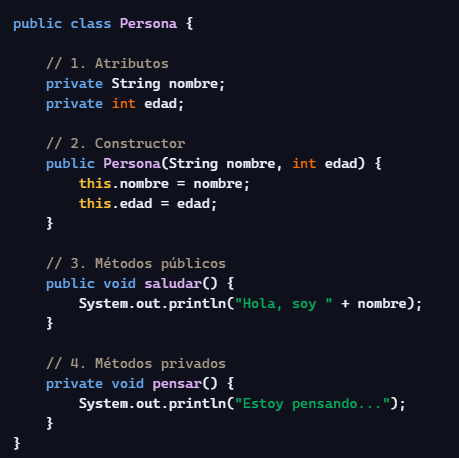 public class Persona {
// 1. Atributos
private String nombre;
private int edad;
// 2. Constructor
public Persona(String nombre, int edad) {
this.nombre = nombre;
this.edad = edad;
}
// 3. Métodos públicos
public void saludar() {
System.out.println("Hola, soy " + nombre);
}
// 4. Métodos privados
private void pensar() {
System.out.println("Estoy pensando...");
}
}